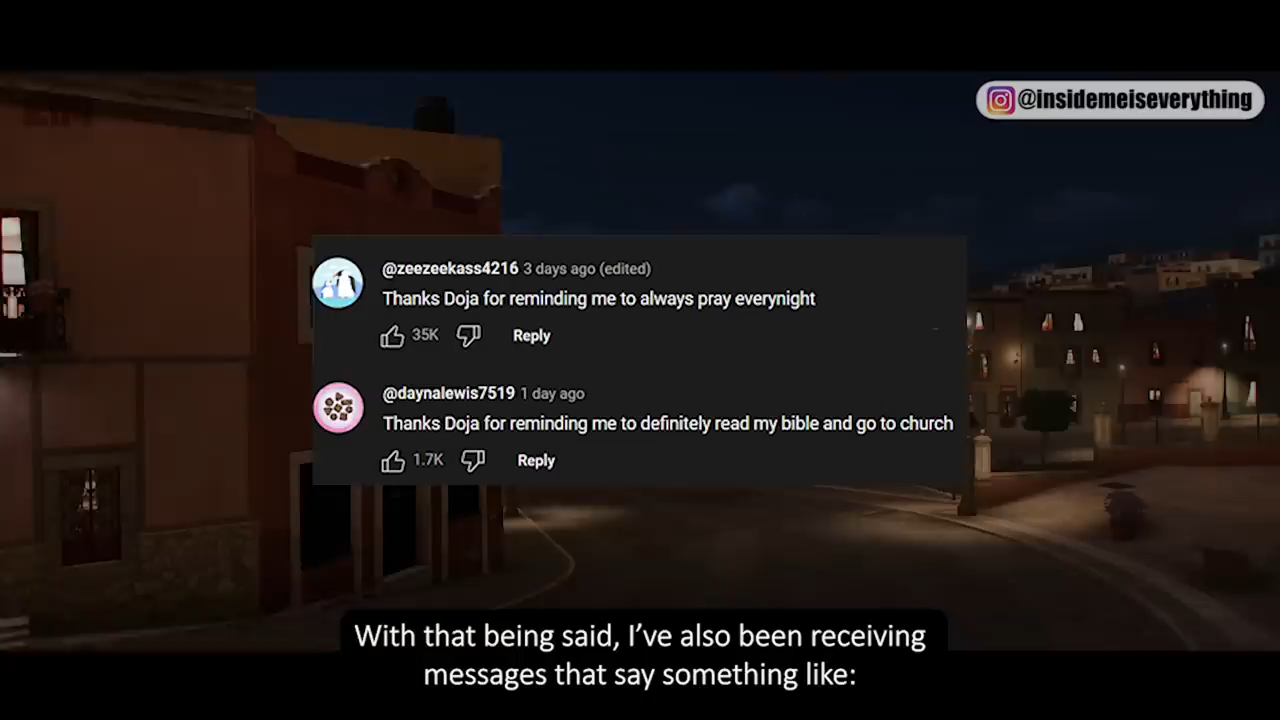 @insidemeiseverything
@zeezeekass4216 3 days ago (edited)
Thanks Doja for reminding me to always pray everynight
35K Reply
@daynalewis7519 1 day ago
Thanks Doja for reminding me to definitely read my bible and go to church
1.7K Reply
With that being said, I’ve also been receiving
messages that say something like: